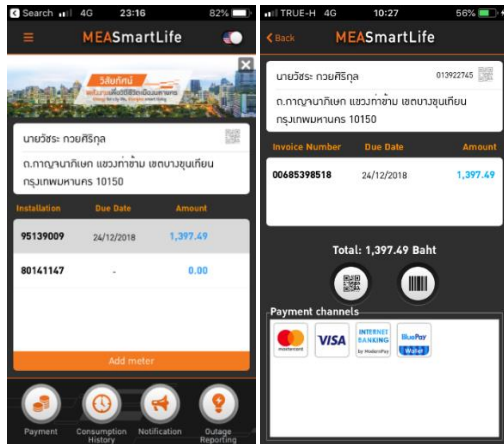 Search 4G 23:16 82%
MEASmartLife
วิสัยทัศน์
นายวัชระ กวยศิริกุล
ถ.กาญจนาภิเษก แขวงท่าข้าม เขตบางขุนเทียน
กรุงเทพมหานคร 10150
Installation Due Date Amount
95139009 24/12/2018 1,397.49
80141147 - 0.00
Add meter
Payment Consumption History Notification Outage Reporting
TRUE-H 4G 10:27 56%
Back MEASmartLife
นายวัชระ กวยศิริกุล 013922745
ถ.กาญจนาภิเษก แขวงท่าข้าม เขตบางขุนเทียน
กรุงเทพมหานคร 10150
Invoice Number Due Date Amount
00685398518 24/12/2018 1,397.49
Total: 1,397.49 Baht
Payment channels
mastercard VISA INTERNET BANKING by ModernPay BluePay Wallet